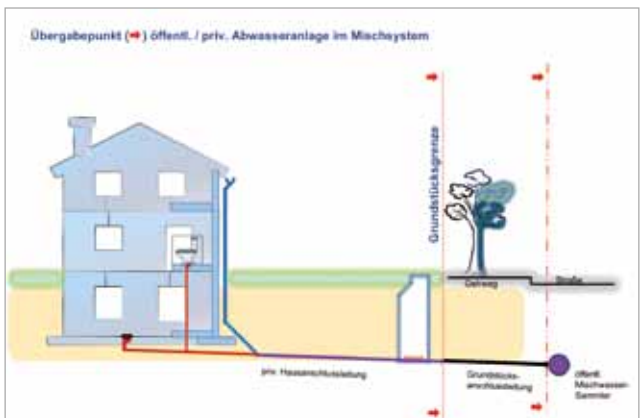 Übergabepunkt (➡) öffentl. / priv. Abwasseranlage im Mischsystem
Grundstücksgrenze
Gehweg
Straße
priv. Hausanschlussleitung
Grundstücks-
anschlussleitung
öffentl.
Mischwasser-
Sammler